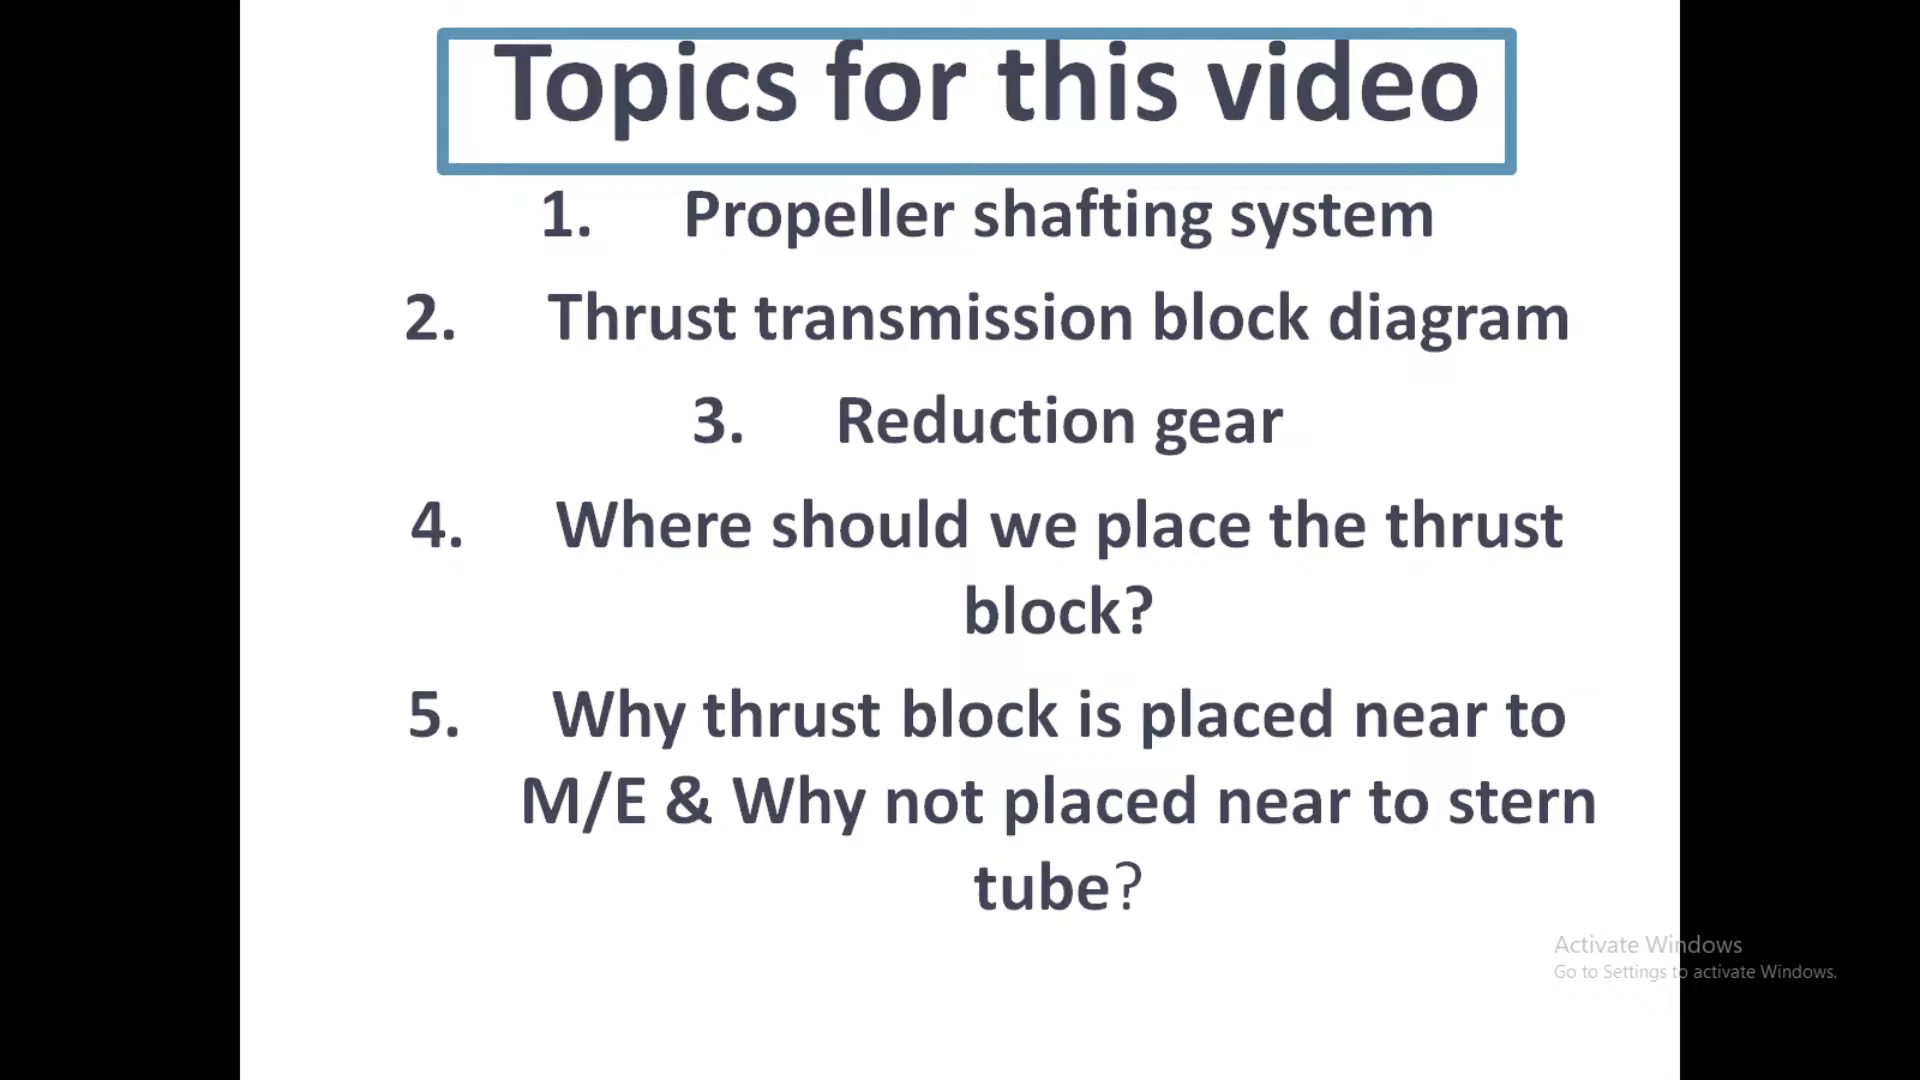 Topics for this video
1. Propeller shafting system
2. Thrust transmission block diagram
3. Reduction gear
4. Where should we place the thrust
block?
5. Why thrust block is placed near to
M/E & Why not placed near to stern
tube?
Activate Windows
Go to Settings to activate Windows.